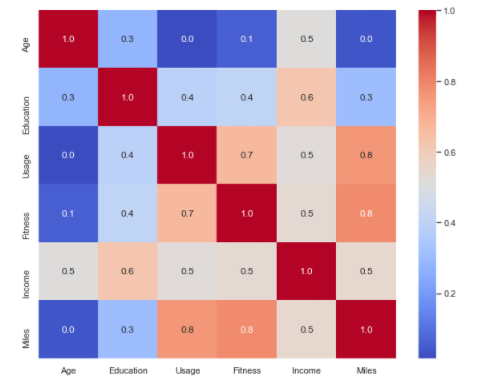 Age 1.0 0.3 0.0 0.1 0.5 0.0
Education 0.3 1.0 0.4 0.4 0.6 0.3
Usage 0.0 0.4 1.0 0.7 0.5 0.8
Fitness 0.1 0.4 0.7 1.0 0.5 0.8
Income 0.5 0.6 0.5 0.5 1.0 0.5
Miles 0.0 0.3 0.8 0.8 0.5 1.0
Age Education Usage Fitness Income Miles
1.0
0.8
0.6
0.4
0.2